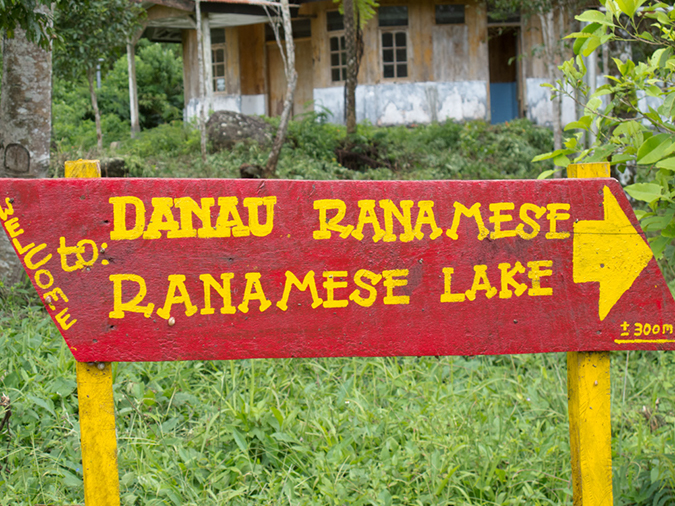 WELCOME
to:
DANAU RANAMESE
RANAMESE LAKE
± 300m